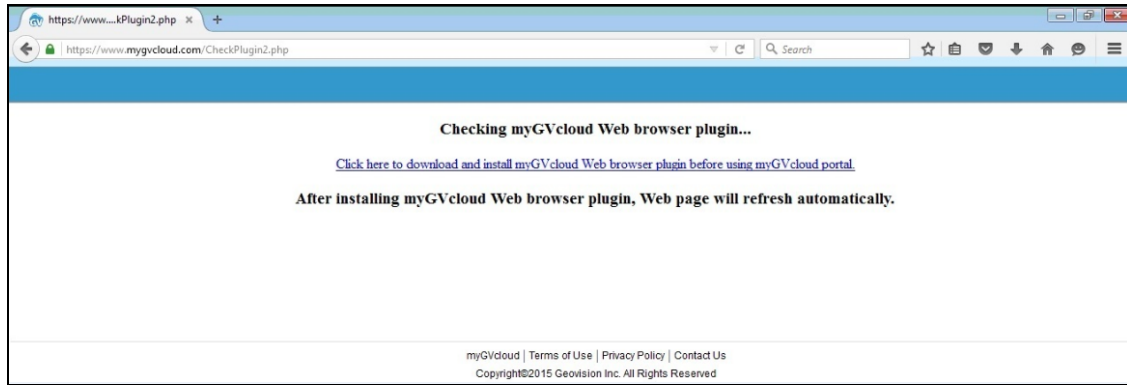 https://www....kPlugin2.php
https://www.mygvcloud.com/CheckPlugin2.php
Search
Checking myGVcloud Web browser plugin...
Click here to download and install myGVcloud Web browser plugin before using myGVcloud portal.
After installing myGVcloud Web browser plugin, Web page will refresh automatically.
myGVcloud | Terms of Use | Privacy Policy | Contact Us
Copyright©2015 Geovision Inc. All Rights Reserved